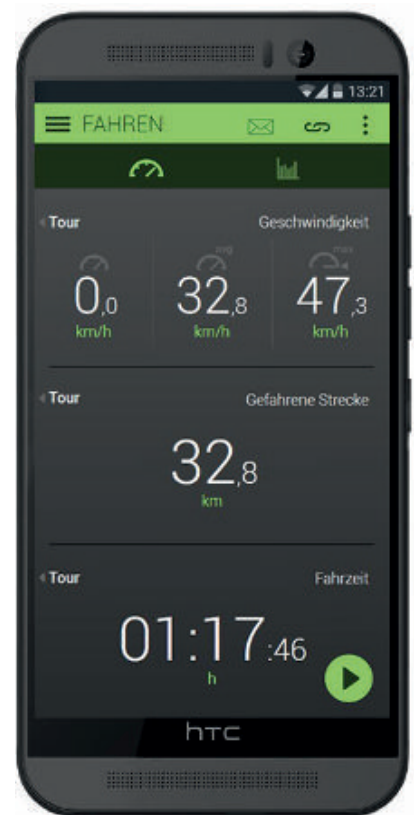 13:21
FAHREN
Tour Geschwindigkeit
avg max
0,0 32,8 47,3
km/h km/h km/h
Tour Gefahrene Strecke
32,8
km
Tour Fahrzeit
01:17:46
h
hTC